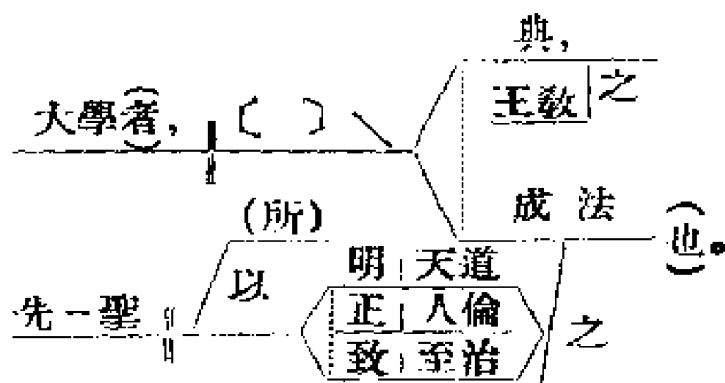 典,
王教 之
大學(者), 〔 〕
成法 (也)。
(所)
明 天道
以
正 人倫
先-聖
致 至治
之